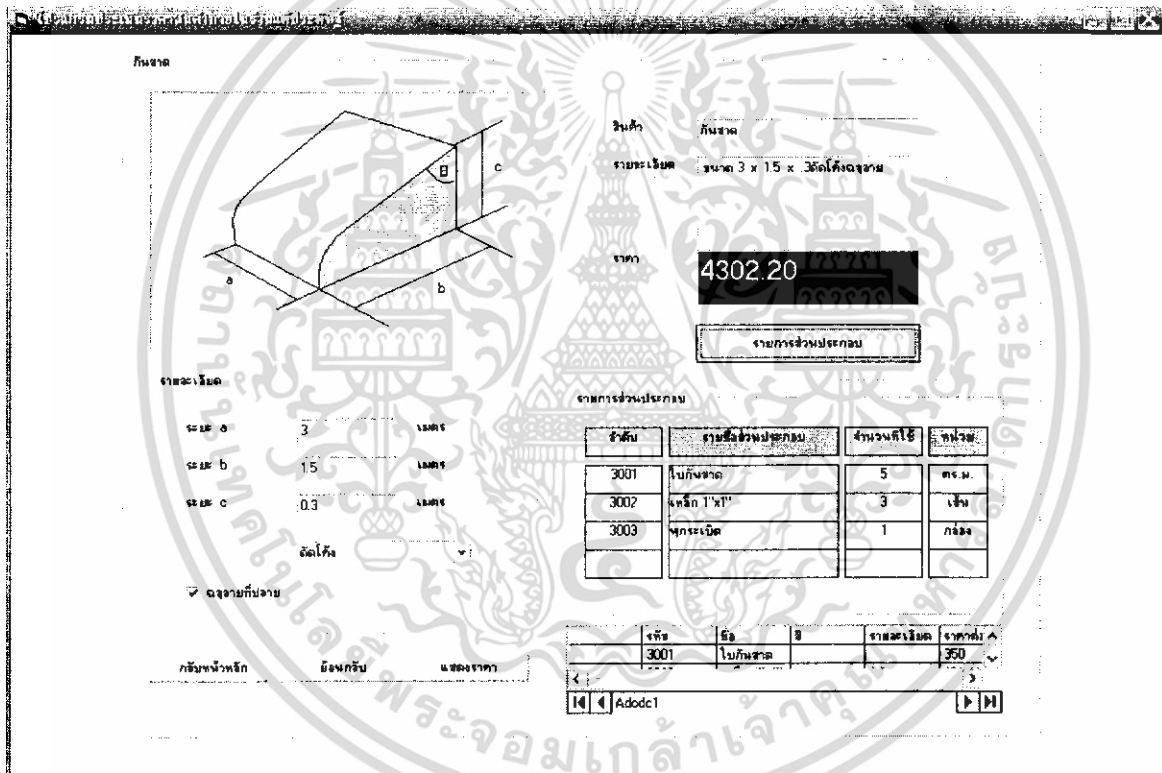 กันสาด
สินค้า กันสาด
รายละเอียด ขนาด 3 x 1.5 x .3ดัดโค้งฉลุลาย
ราคา 4302.20
รายการส่วนประกอบ
θ
c
a
b
รายละเอียด
ระยะ a 3 เมตร
ระยะ b 1.5 เมตร
ระยะ c 0.3 เมตร
ดัดโค้ง
ฉลุลายที่ปลาย
กลับหน้าหลัก ย้อนกลับ แสดงราคา
รายการส่วนประกอบ
ลำดับ รายชื่อส่วนประกอบ จำนวนที่ใช้ หน่วย
3001 ใบกันสาด 5 ตร.ม.
3002 เหล็ก 1"x1" 3 เส้น
3003 พุกระเบิด 1 กล่อง
รหัส ชื่อ สี รายละเอียด ราคาต่อ
3001 ใบกันสาด 350
Adodc1